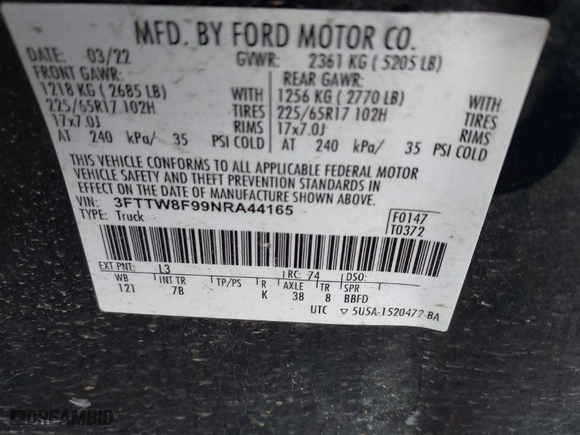 MFD. BY FORD MOTOR CO.
DATE: 03/22 GVWR: 2361 KG ( 5205 LB)
FRONT GAWR: REAR GAWR:
1218 KG ( 2685 LB) WITH 1256 KG ( 2770 LB) WITH
225/65R17 102H TIRES 225/65R17 102H TIRES
17x7.0J RIMS 17x7.0J RIMS
AT 240 kPa/ 35 PSI COLD AT 240 kPa/ 35 PSI COLD
THIS VEHICLE CONFORMS TO ALL APPLICABLE FEDERAL MOTOR
VEHICLE SAFETY AND THEFT PREVENTION STANDARDS IN
EFFECT ON THE DATE OF MANUFACTURE SHOWN ABOVE.
VIN: 3FTTW8F99NRA44165 F0147
TYPE: Truck T0372
EXT PNT: L3 RC: 74 DSO:
WB INT TR TP/PS R AXLE TR SPR
121 7B K 38 8 BBFD
UTC ▽ 5U5A-1520472-BA
DREAMBID